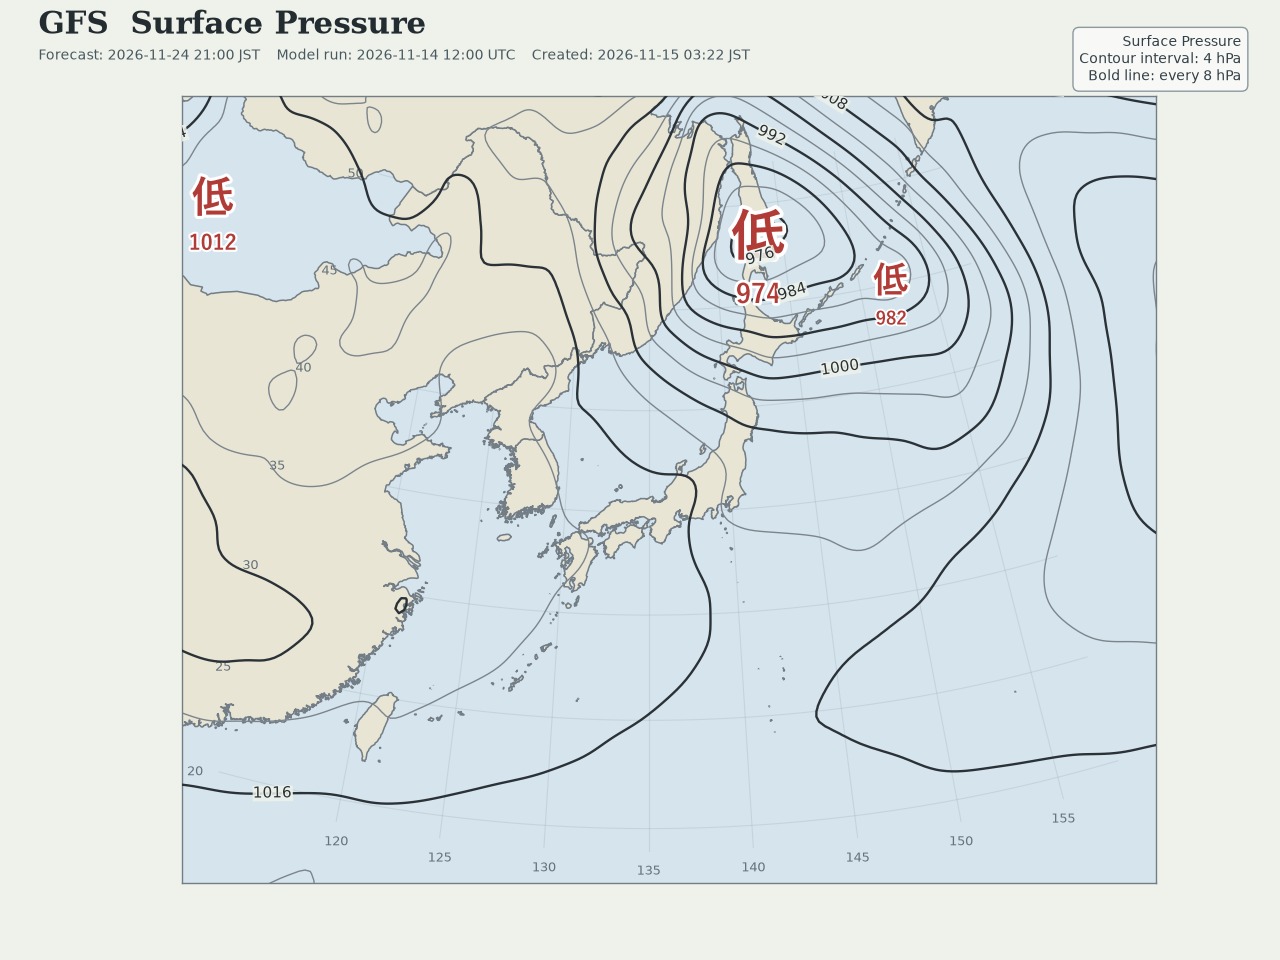 GFS  Surface Pressure
Forecast: 2026-11-24 21:00 JST    Model run: 2026-11-14 12:00 UTC    Created: 2026-11-15 03:22 JST
Surface Pressure
Contour interval: 4 hPa
Bold line: every 8 hPa
992
50
低
1012
低
976
974
984
低
982
45
40
1000
35
30
25
20
1016
120
125
130
135
140
145
150
155